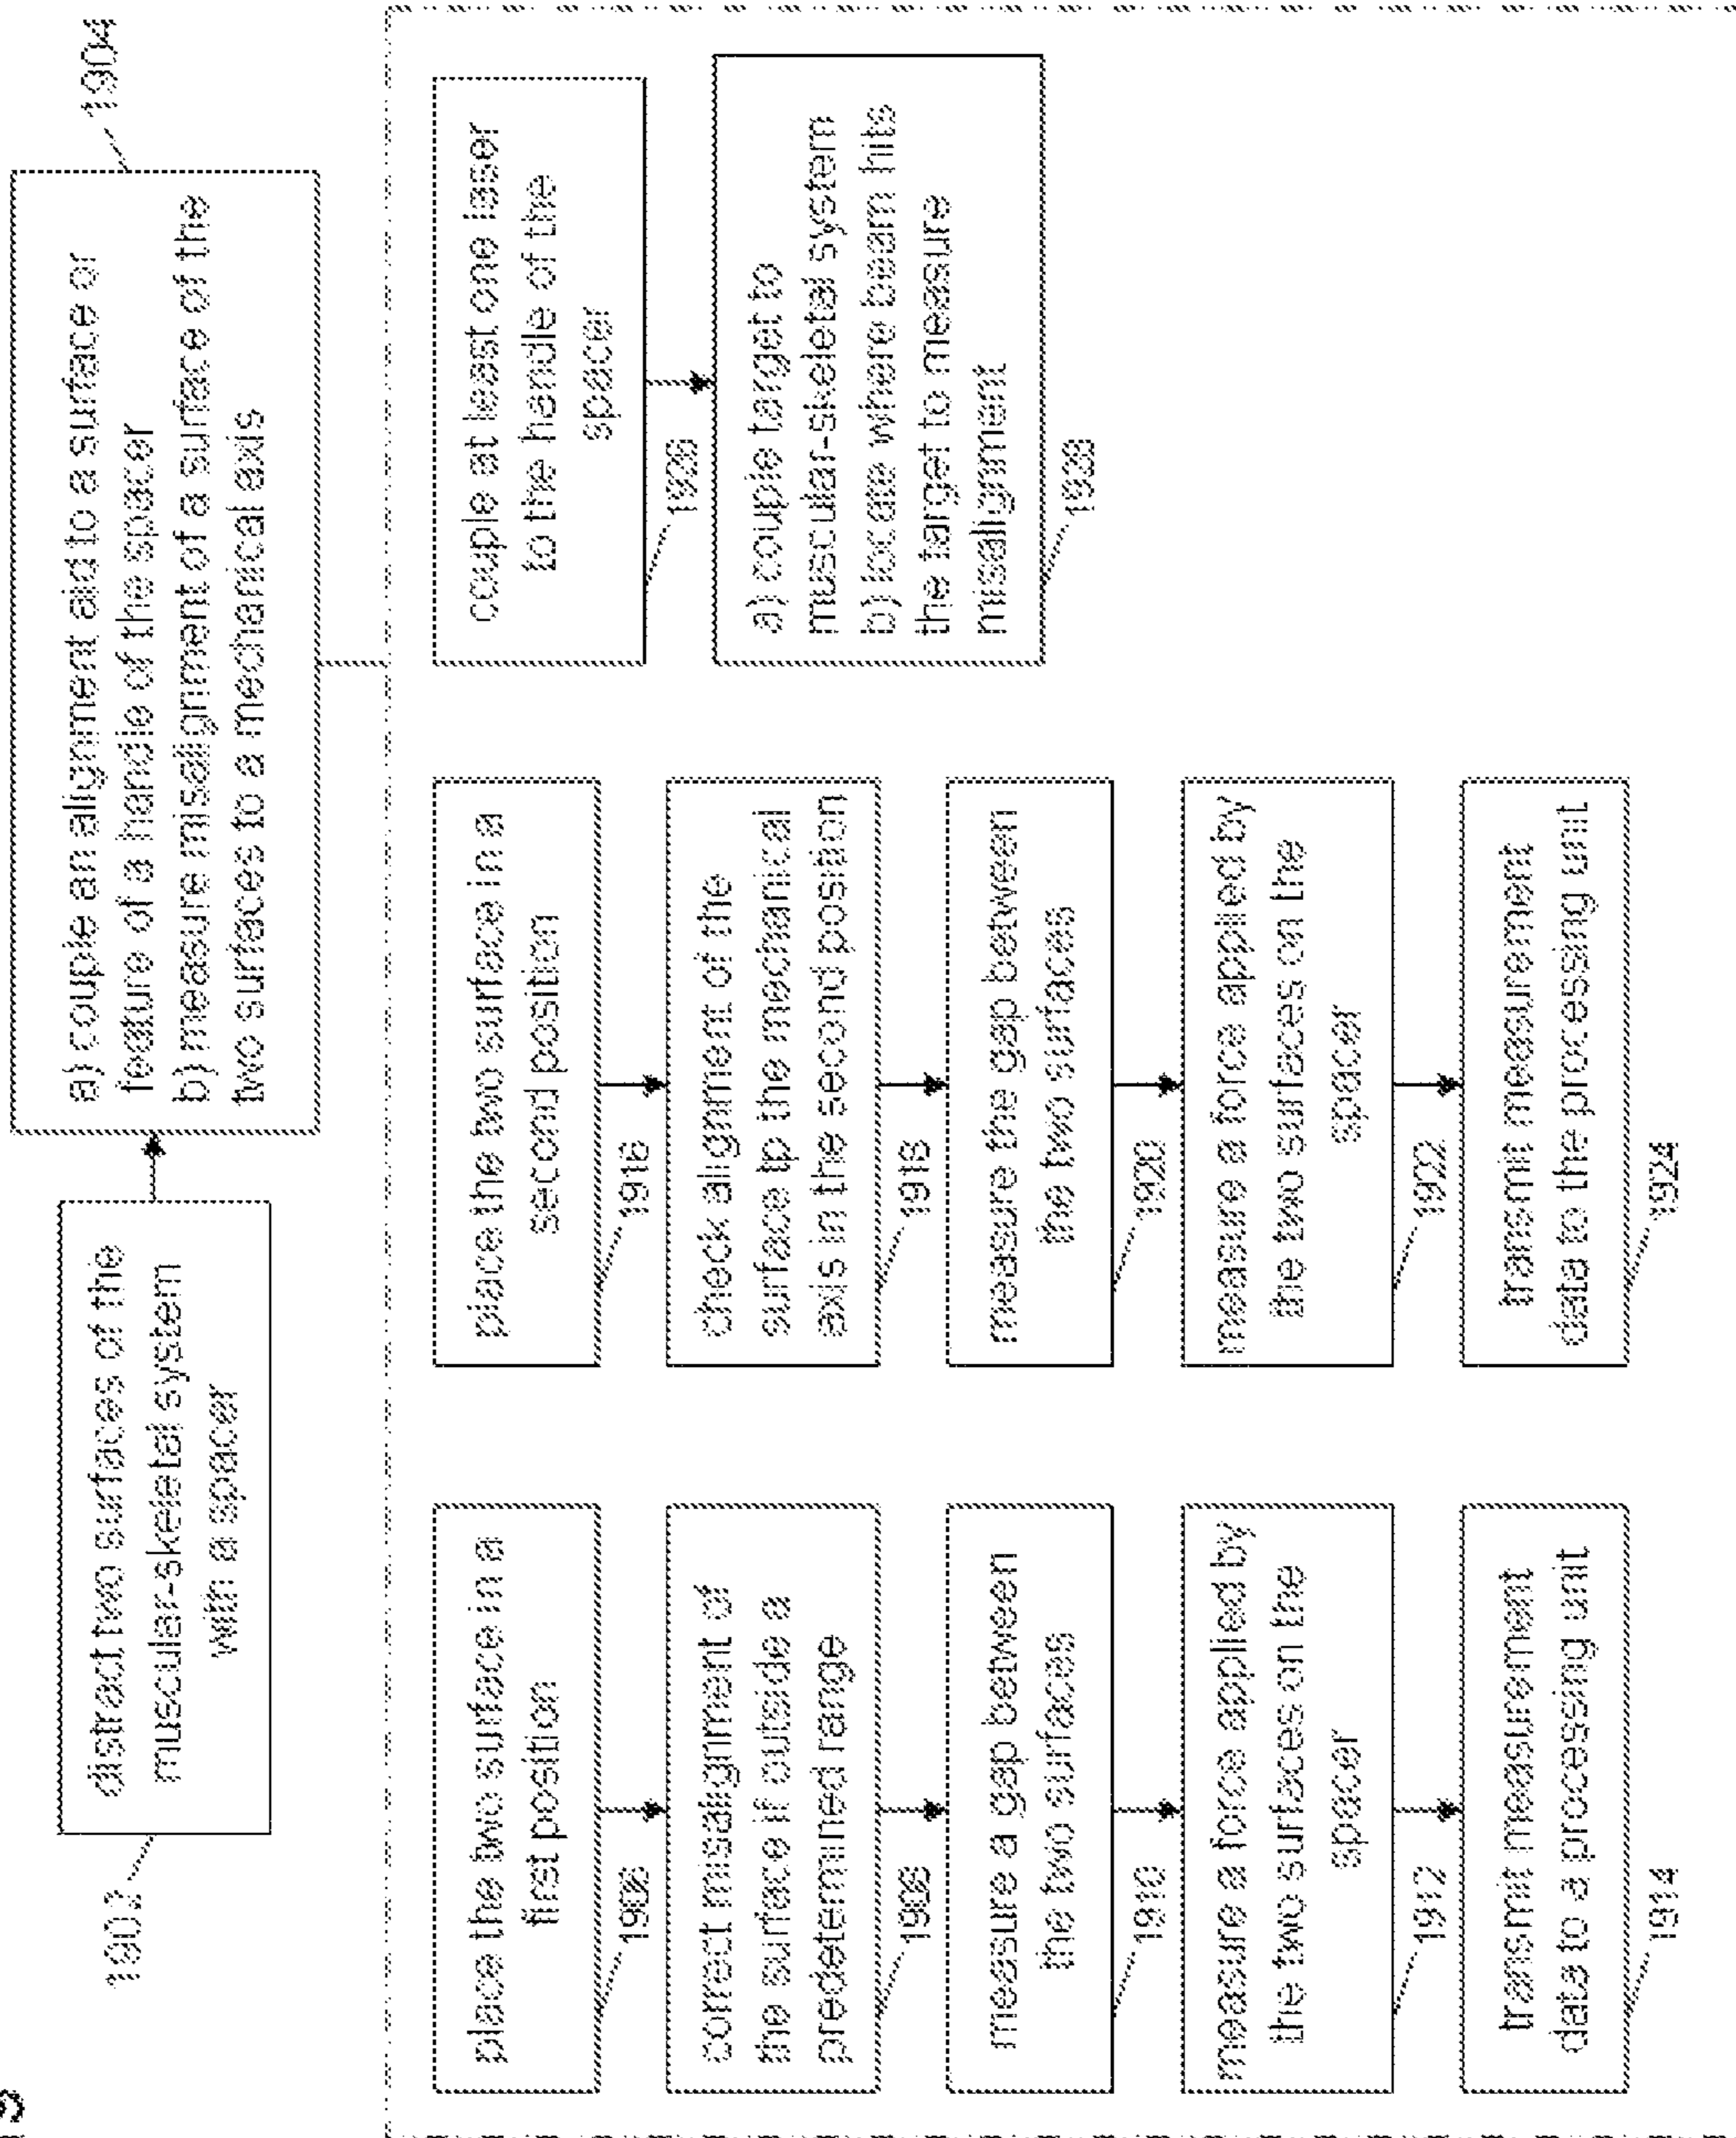 1902
distract two surfaces of the
muscular-skeletal system
with a spacer
1904
a) couple an alignment aid to a surface or
feature of a handle of the spacer
b) measure misalignment of a surface of the
two surfaces to a mechanical axis
place the two surface in a
first position
1906
correct misalignment of
the surface if outside a
predetermined range
1908
measure a gap between
the two surfaces
1910
measure a force applied by
the two surfaces on the
spacer
1912
transmit measurement
data to a processing unit
1914
place the two surface in a
second position
1916
check alignment of the
surface tp the mechanical
axis in the second position
1918
measure the gap between
the two surfaces
1920
measure a force applied by
the two surfaces on the
spacer
1922
transmit measurement
data to the processing unit
1924
couple at least one laser
to the handle of the
spacer
1926
a) couple target to
muscular-skeletal system
b) locate where beam hits
the target to measure
misalignment
1928